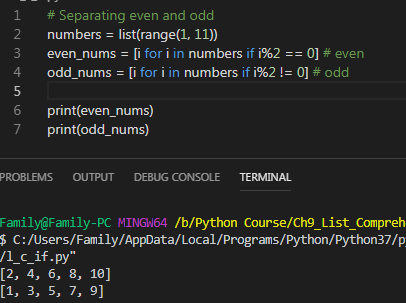 1 # Separating even and odd
2 numbers = list(range(1, 11))
3 even_nums = [i for i in numbers if i%2 == 0] # even
4 odd_nums = [i for i in numbers if i%2 != 0] # odd
5
6 print(even_nums)
7 print(odd_nums)
PROBLEMS OUTPUT DEBUG CONSOLE TERMINAL
Family@Family-PC MINGW64 /b/Python Course/Ch9_List_Compreh
$ C:/Users/Family/AppData/Local/Programs/Python/Python37/p
/l_c_if.py"
[2, 4, 6, 8, 10]
[1, 3, 5, 7, 9]